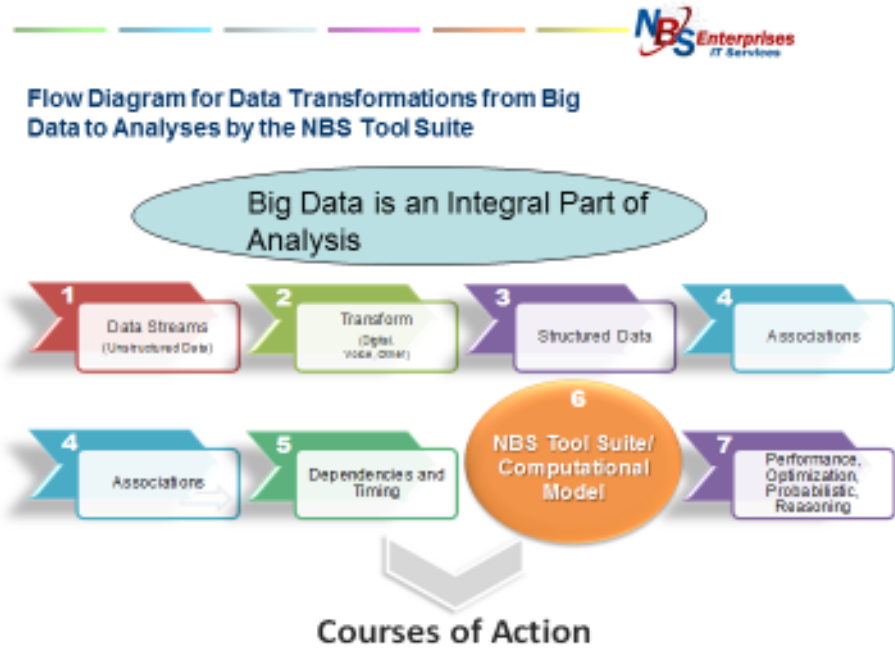 NBS Enterprises
IT Services
Flow Diagram for Data Transformations from Big
Data to Analyses by the NBS Tool Suite
Big Data is an Integral Part of
Analysis
1
Data Streams
(Unstructured Data)
2
Transform
(Digital,
Voice, Other)
3
Structured Data
4
Associations
4
Associations
5
Dependencies and
Timing
6
NBS Tool Suite/
Computational
Model
7
Performance,
Optimization,
Probabilistic,
Reasoning
Courses of Action